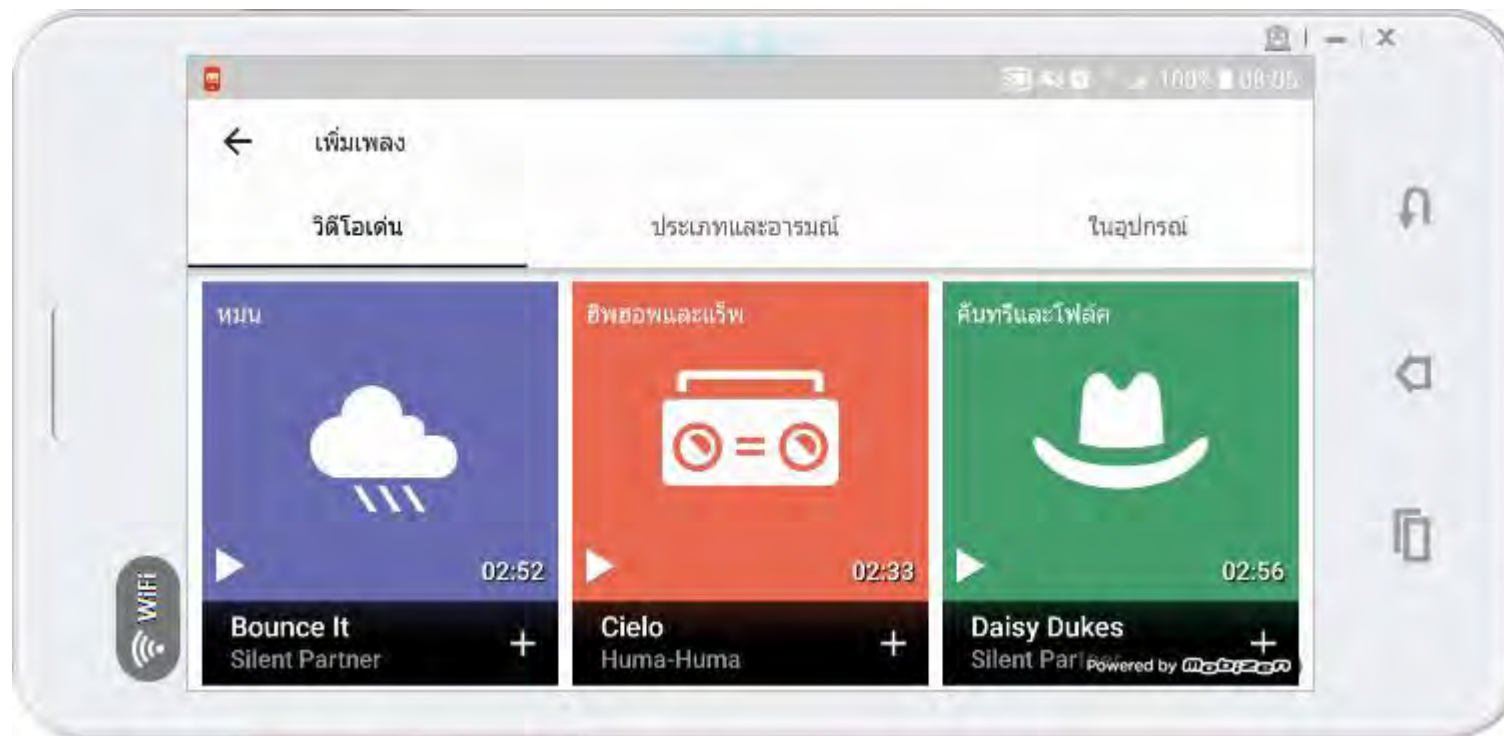 100% 08:05
เพิ่มเพลง
วิดีโอเด่น ประเภทและอารมณ์ ในอุปกรณ์
หม่น ฮิพฮอพและแร็พ คันทรีและโฟล์ค
02:52 02:33 02:56
Bounce It Cielo Daisy Dukes
Silent Partner Huma-Huma Silent
Powered by Mobizen
WiFi